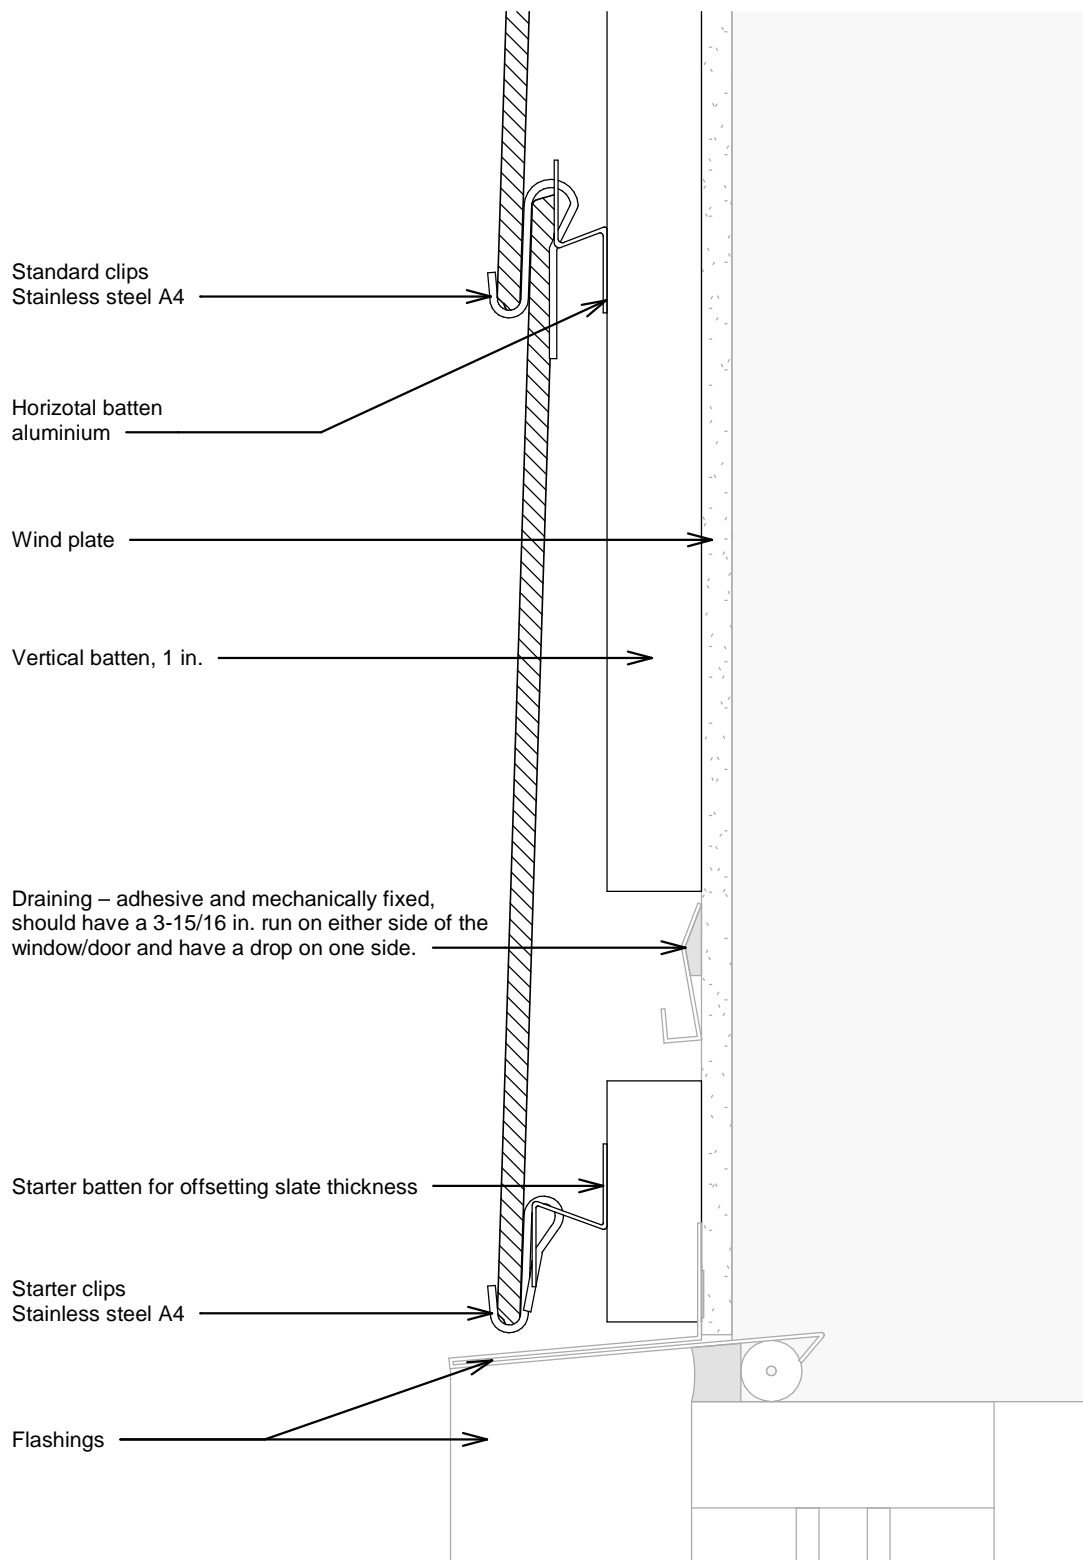 Standard clips
Stainless steel A4
Horizotal batten
aluminium
Wind plate
Vertical batten, 1 in.
Draining – adhesive and mechanically fixed,
should have a 3-15/16 in. run on either side of the
window/door and have a drop on one side.
Starter batten for offsetting slate thickness
Starter clips
Stainless steel A4
Flashings